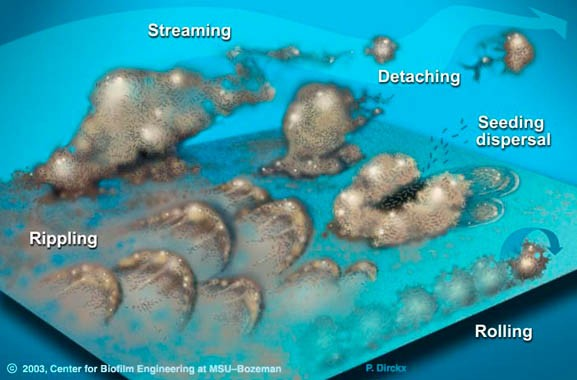 Streaming
Detaching
Seeding
dispersal
Rippling
Rolling
© 2003, Center for Biofilm Engineering at MSU–Bozeman
P. Dirckx